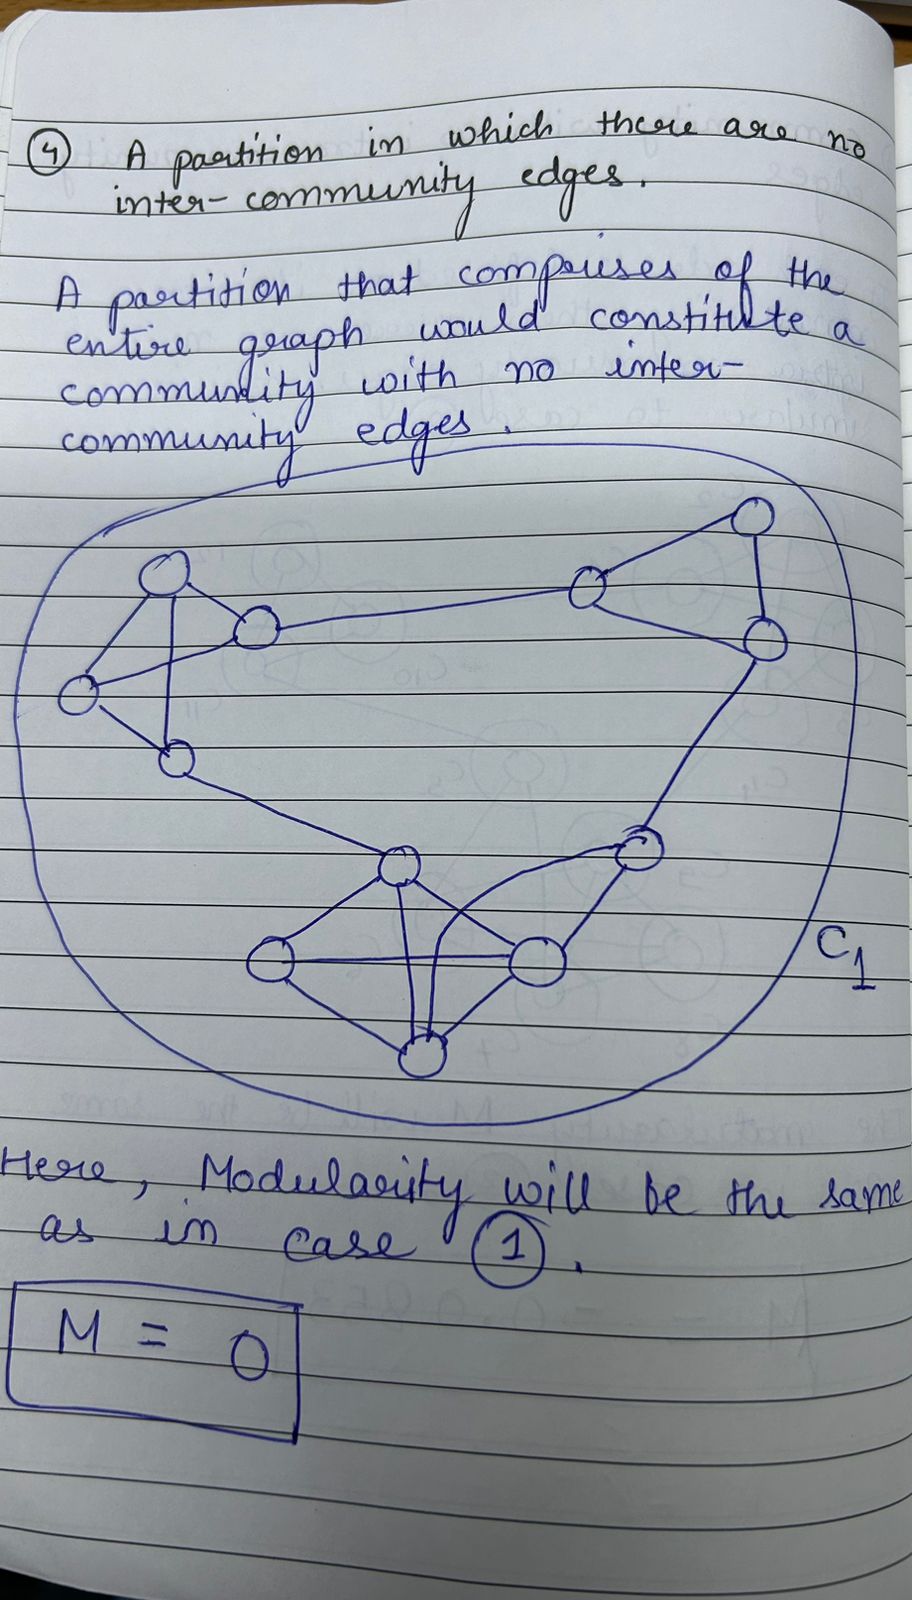 ④ A partition in which there are no
inter-community edges.
A partition that comprises of the
entire graph would constitute a
community with no inter-
community edges.
C1
Here, Modularity will be the same
as in case ①.
M = 0